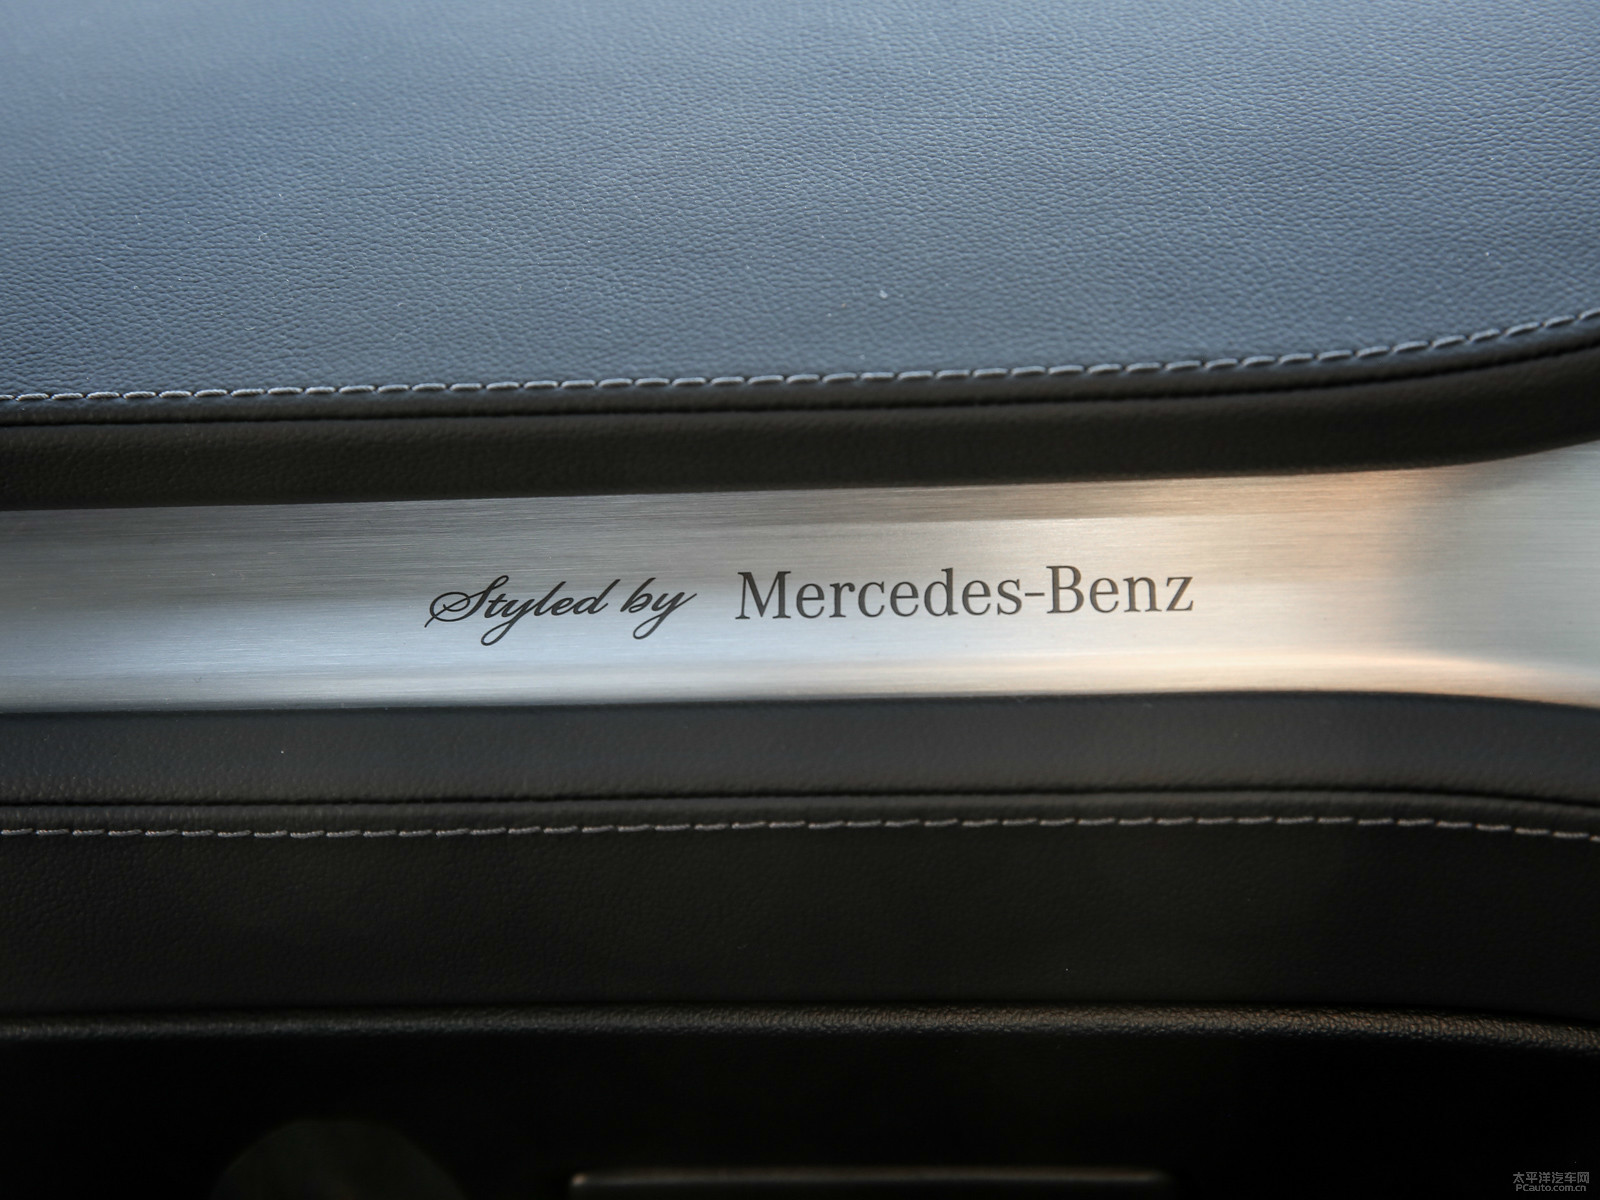 Styled by Mercedes-Benz
太平洋汽车网
PCauto.com.cn